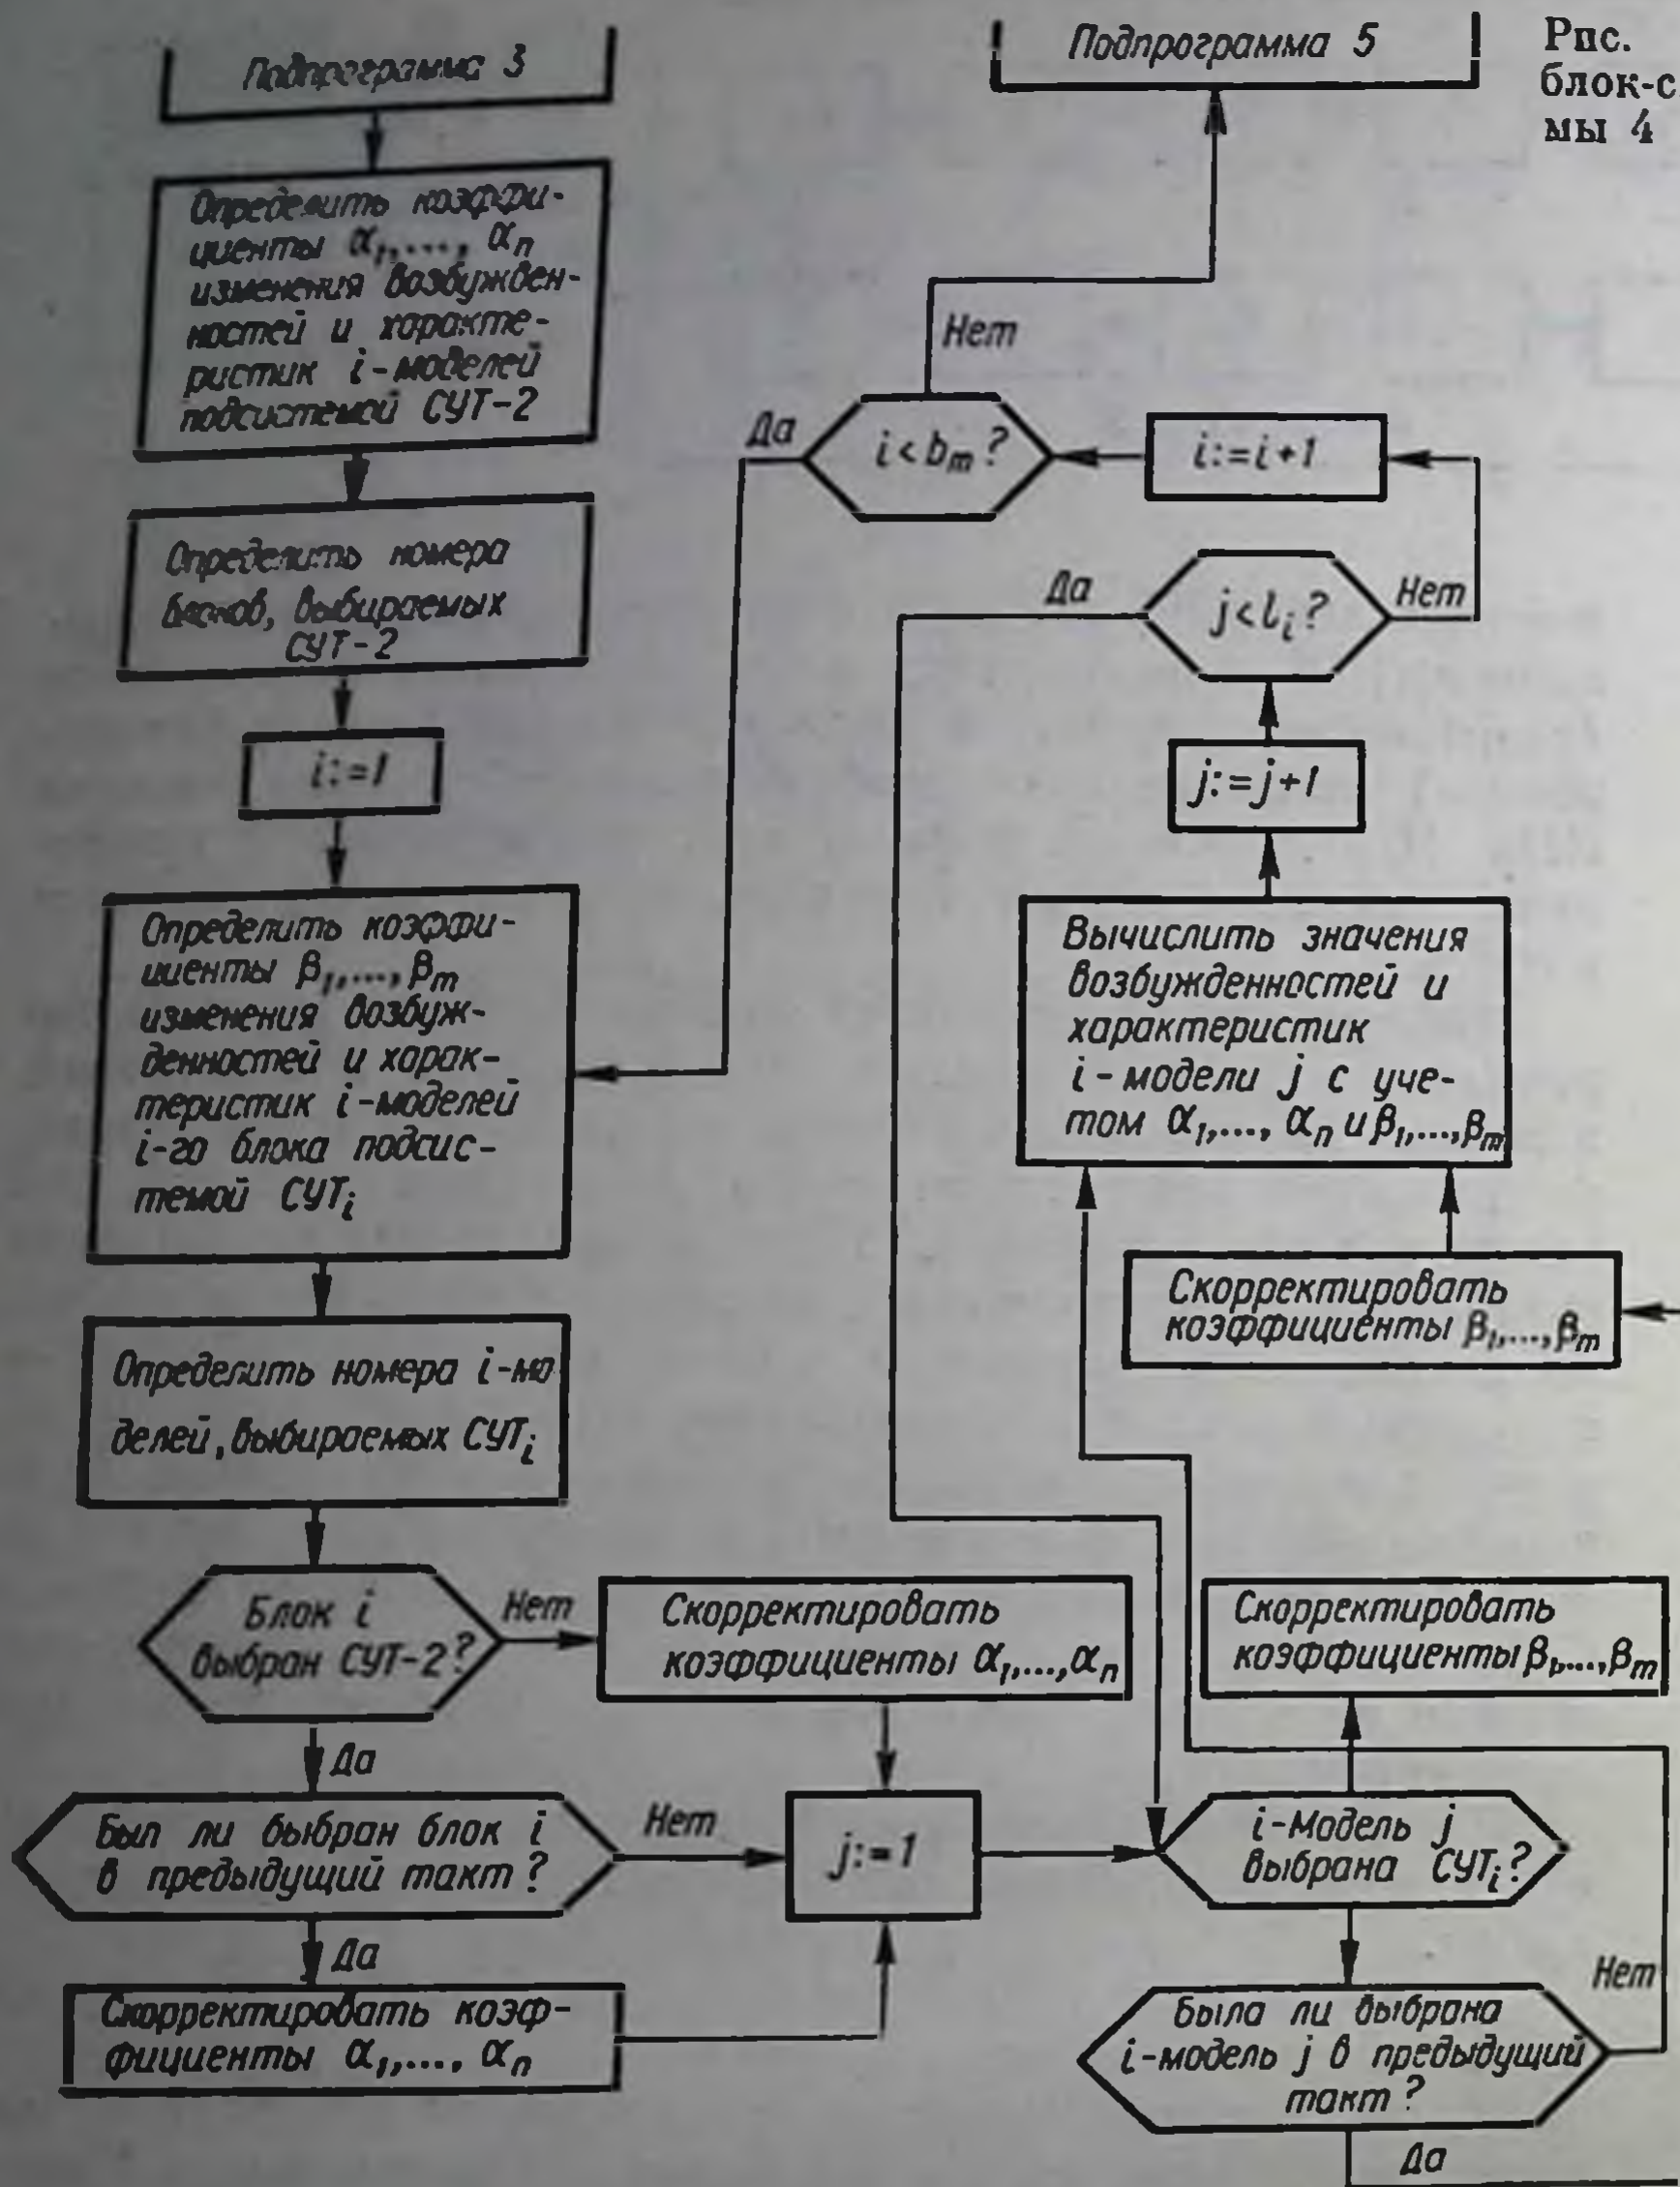 Подпрограмма 3
Определить коэффи-
циенты α₁,..., αₙ
изменения возбужден-
ностей и характе-
ристик i-моделей
подсистемой СУТ-2
Определить номера
блоков, выбираемых
СУТ-2
i:=1
Определить коэффи-
циенты β₁,..., βₘ
изменения возбуж-
денностей и харак-
теристик i-моделей
i-го блока подсис-
темой СУТᵢ
Определить номера i-мо
делей, выбираемых СУТᵢ
Блок i
выбран СУТ-2?
Нет
Да
Был ли выбран блок i
в предыдущий такт?
Нет
Да
Скорректировать коэф-
фициенты α₁,..., αₙ
Скорректировать
коэффициенты α₁,..., αₙ
j:=1
Подпрограмма 5
Нет
Да
i < bₘ?
i:=i+1
Да
j < lᵢ?
Нет
j:=j+1
Вычислить значения
возбужденностей и
характеристик
i-модели j с уче-
том α₁,..., αₙ и β₁,..., βₘ
Скорректировать
коэффициенты β₁,..., βₘ
Скорректировать
коэффициенты β₁,..., βₘ
i-Модель j
выбрана СУТᵢ?
Нет
Была ли выбрана
i-модель j в предыдущий
такт?
Да
Рис.
блок-с
мы 4